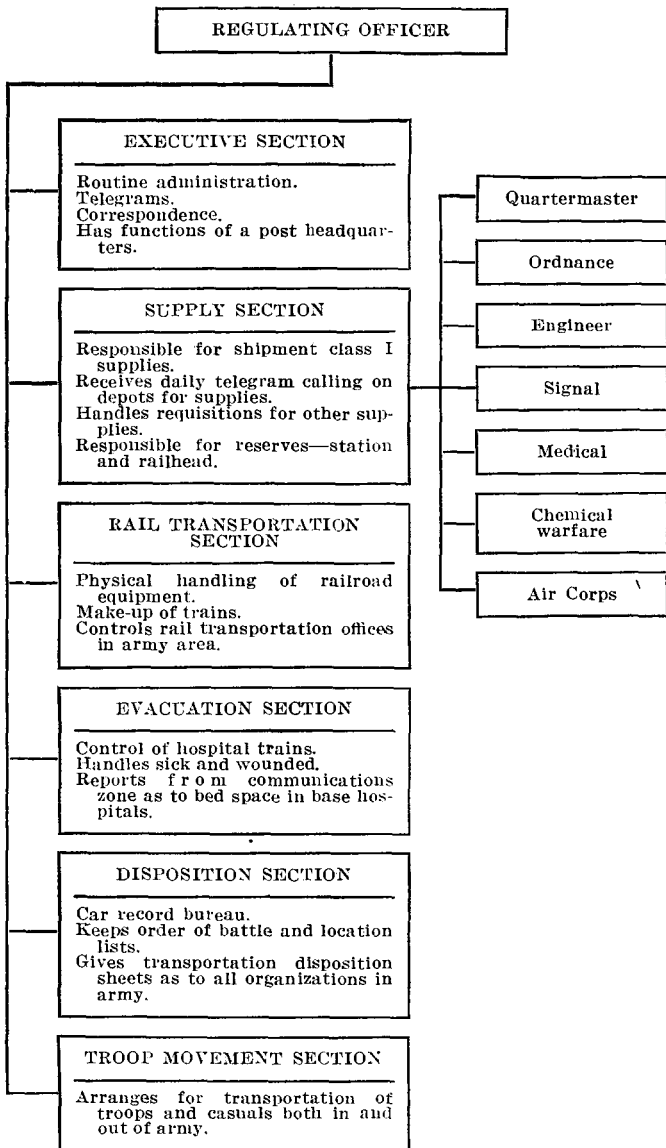 REGULATING OFFICER
EXECUTIVE SECTION
Routine administration.
Telegrams.
Correspondence.
Has functions of a post headquar-
ters.
SUPPLY SECTION
Responsible for shipment class I
supplies.
Receives daily telegram calling on
depots for supplies.
Handles requisitions for other sup-
plies.
Responsible for reserves—station
and railhead.
Quartermaster
Ordnance
Engineer
Signal
Medical
Chemical
warfare
Air Corps
RAIL TRANSPORTATION
SECTION
Physical handling of railroad
equipment.
Make-up of trains.
Controls rail transportation offices
in army area.
EVACUATION SECTION
Control of hospital trains.
Handles sick and wounded.
Reports from communications
zone as to bed space in base hos-
pitals.
DISPOSITION SECTION
Car record bureau.
Keeps order of battle and location
lists.
Gives transportation disposition
sheets as to all organizations in
army.
TROOP MOVEMENT SECTION
Arranges for transportation of
troops and casuals both in and
out of army.